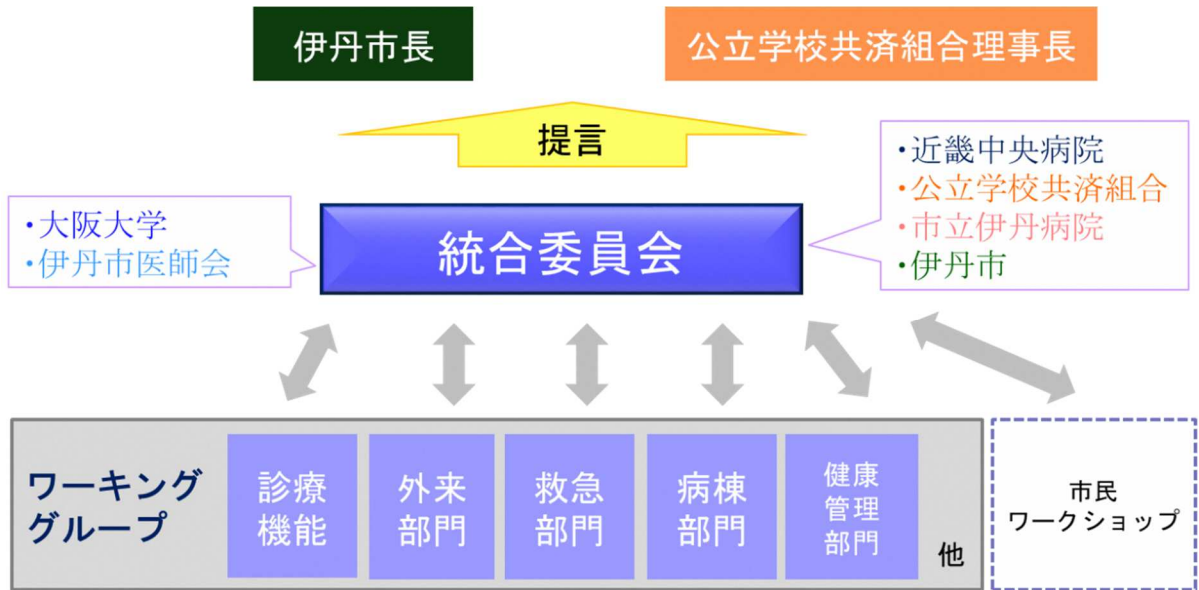 伊丹市長
公立学校共済組合理事長
提言
・大阪大学
・伊丹市医師会
統合委員会
・近畿中央病院
・公立学校共済組合
・市立伊丹病院
・伊丹市
ワーキング
グループ
診療
機能
外来
部門
救急
部門
病棟
部門
健康
管理
部門
他
市民
ワークショップ